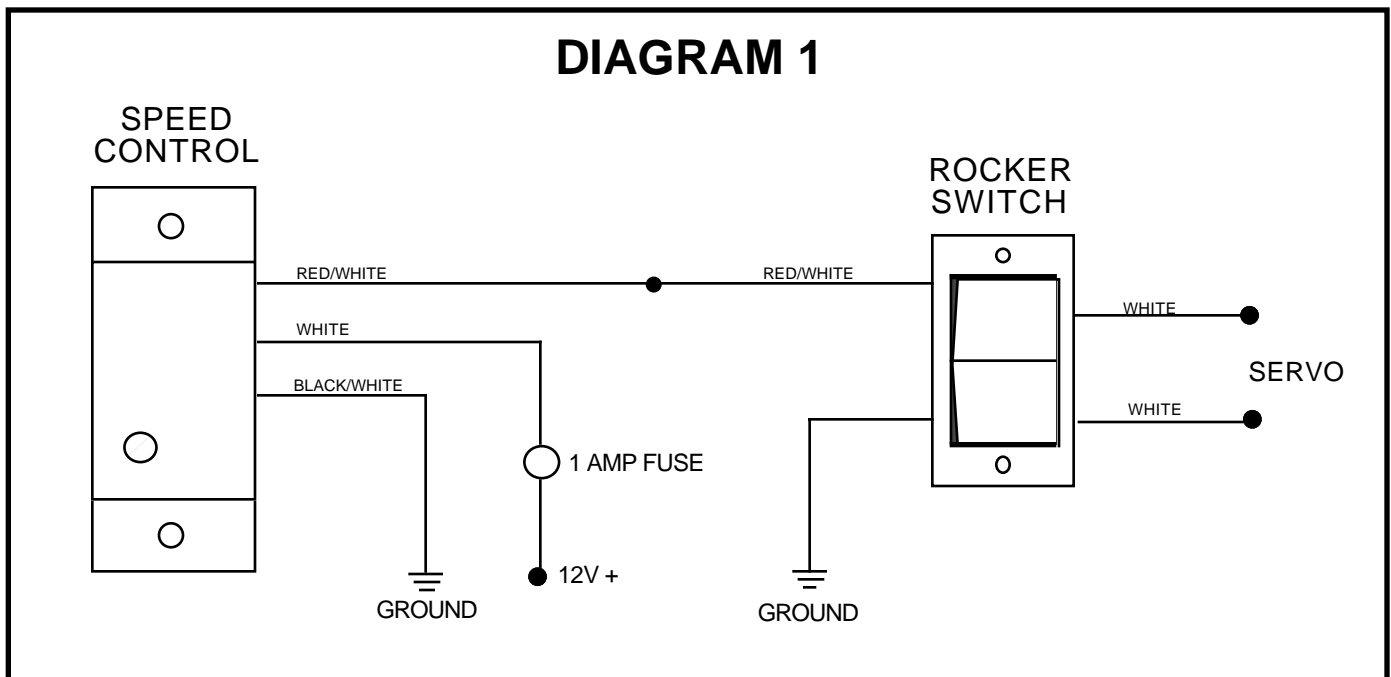 DIAGRAM 1
SPEED
CONTROL
ROCKER
SWITCH
RED/WHITE
RED/WHITE
WHITE
WHITE
BLACK/WHITE
SERVO
WHITE
1 AMP FUSE
12V +
GROUND
GROUND